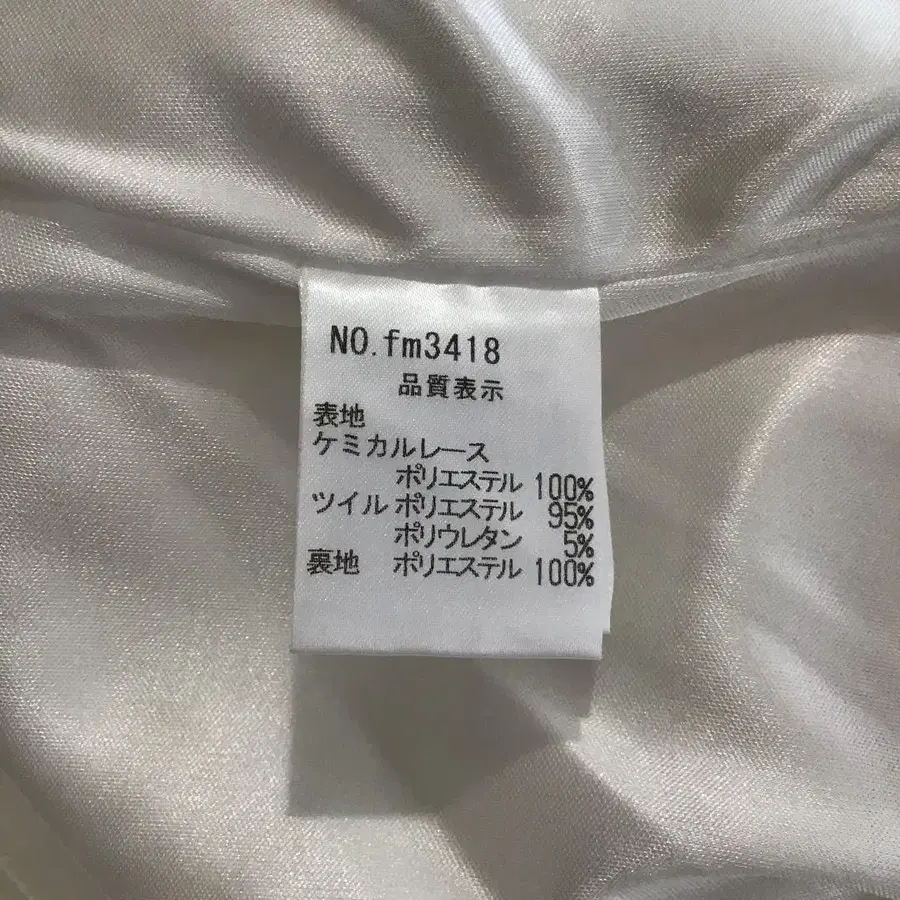 NO.fm3418
品質表示
表地
ケミカルレース
ポリエステル 100%
ツイル ポリエステル 95%
ポリウレタン 5%
裏地 ポリエステル 100%